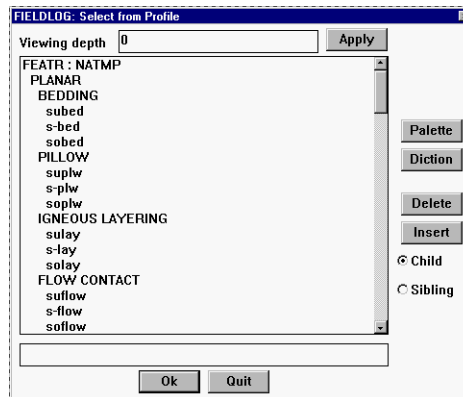 FIELDLOG: Select from Profile
Viewing depth 0 Apply
FEATR : NATMP
PLANAR
BEDDING
subed
s-bed
sobed
PILLOW
suplw
s-plw
soplw
IGNEOUS LAYERING
sulay
s-lay
solay
FLOW CONTACT
suflow
s-flow
soflow
Palette
Diction
Delete
Insert
Child
Sibling
Ok Quit